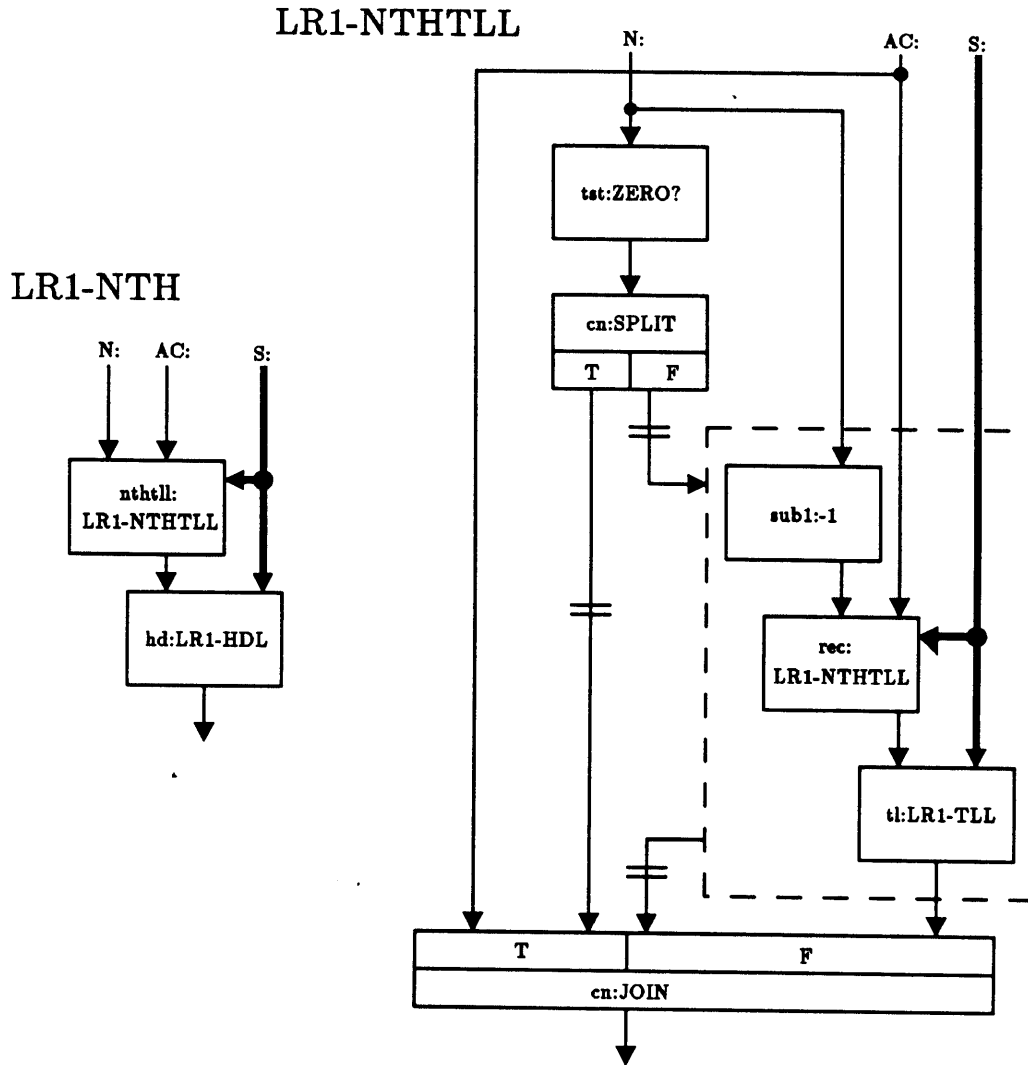 LR1-NTHTLL
N: AC: S:
tst:ZERO?
cn:SPLIT
T F
sub1:-1
rec:
LR1-NTHTLL
tl:LR1-TLL
T F
cn:JOIN
LR1-NTH
N: AC: S:
nthtll:
LR1-NTHTLL
hd:LR1-HDL